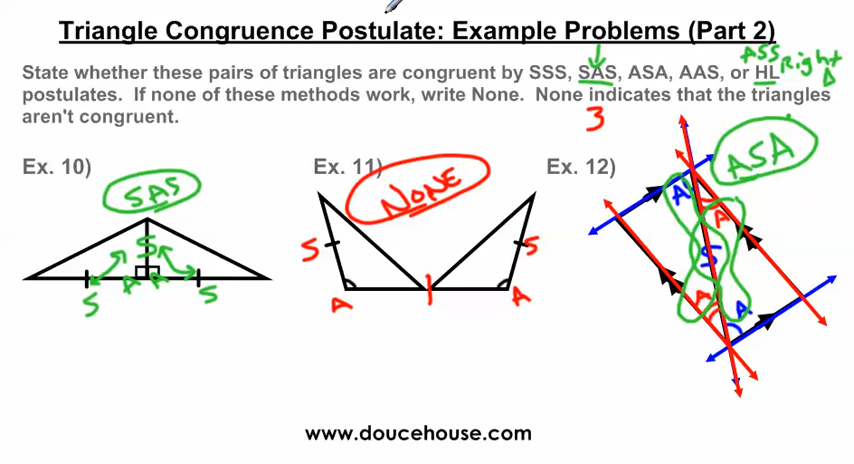 Triangle Congruence Postulate: Example Problems (Part 2)
ASS
Right Δ
State whether these pairs of triangles are congruent by SSS, SAS, ASA, AAS, or HL
postulates. If none of these methods work, write None. None indicates that the triangles
aren't congruent.
3
Ex. 10) Ex. 11) Ex. 12)
SAS NONE ASA
S S S A A
S S A A
A A S A A
www.doucehouse.com